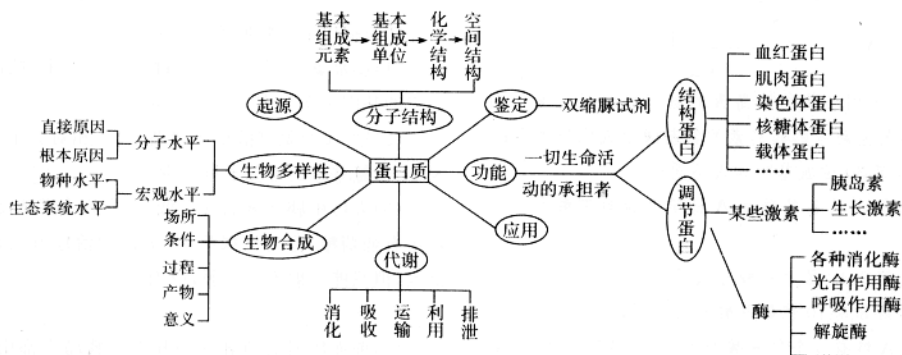 基本组成元素
基本组成单位
化学结构
空间结构
分子结构
起源
鉴定
双缩脲试剂
直接原因
根本原因
分子水平
物种水平
生态系统水平
宏观水平
生物多样性
蛋白质
功能
一切生命活
动的承担者
场所
条件
过程
产物
意义
生物合成
代谢
消化
吸收
运输
利用
排泄
应用
结构蛋白
血红蛋白
肌肉蛋白
染色体蛋白
核糖体蛋白
载体蛋白
……
调节蛋白
某些激素
胰岛素
生长激素
……
酶
各种消化酶
光合作用酶
呼吸作用酶
解旋酶